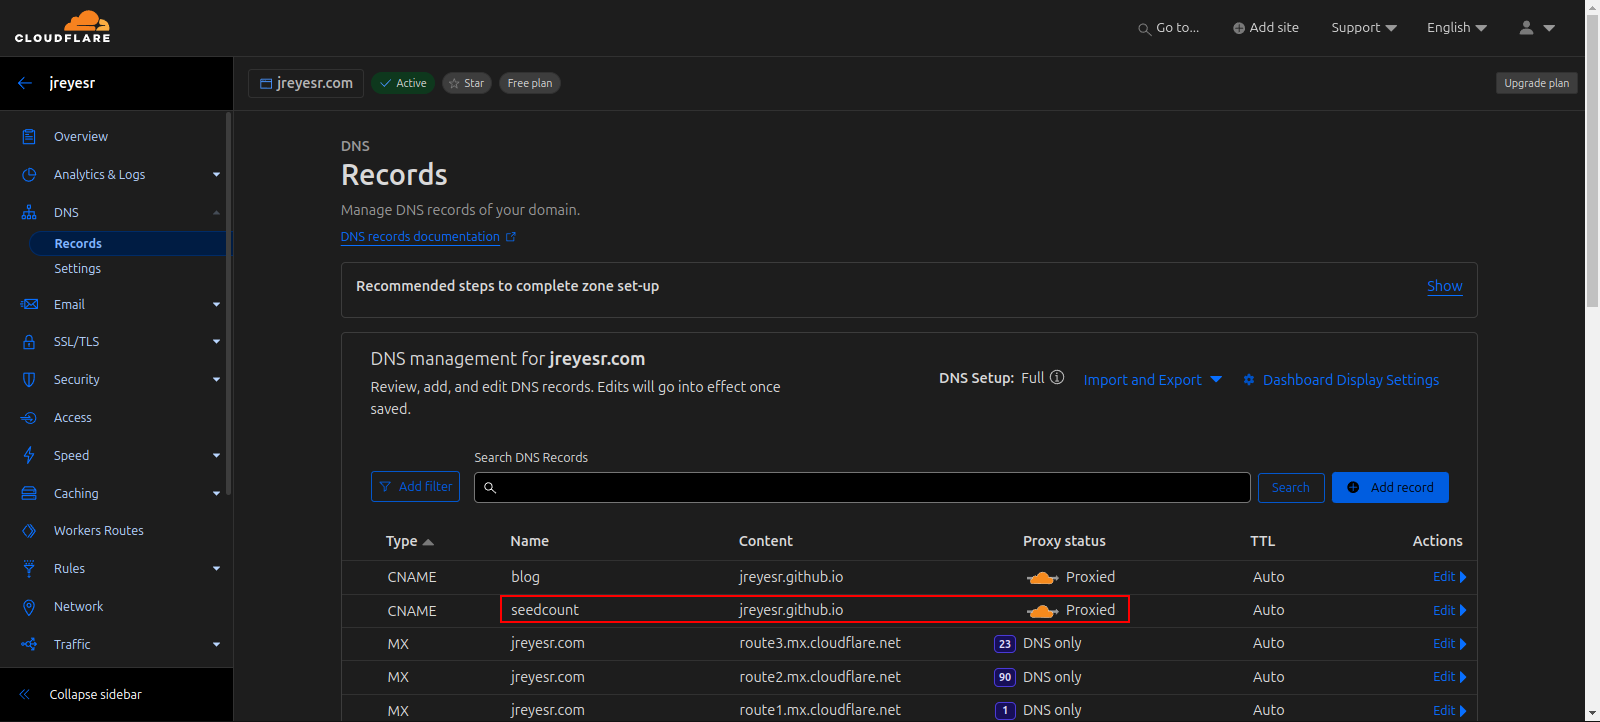 CLOUDFLARE
Go to...
Add site
Support
English
jreyesr
jreyesr.com
Active
Star
Free plan
Upgrade plan
Overview
Analytics & Logs
DNS
Records
Settings
Email
SSL/TLS
Security
Access
Speed
Caching
Workers Routes
Rules
Network
Traffic
Collapse sidebar
DNS
Records
Manage DNS records of your domain.
DNS records documentation
Recommended steps to complete zone set-up
Show
DNS management for jreyesr.com
Review, add, and edit DNS records. Edits will go into effect once
saved.
DNS Setup: Full
Import and Export
Dashboard Display Settings
Search DNS Records
Add filter
Search
Add record
Type Name Content Proxy status TTL Actions
CNAME blog jreyesr.github.io Proxied Auto Edit
CNAME seedcount jreyesr.github.io Proxied Auto Edit
MX jreyesr.com route3.mx.cloudflare.net 23 DNS only Auto Edit
MX jreyesr.com route2.mx.cloudflare.net 90 DNS only Auto Edit
MX jreyesr.com route1.mx.cloudflare.net 1 DNS only Auto Edit